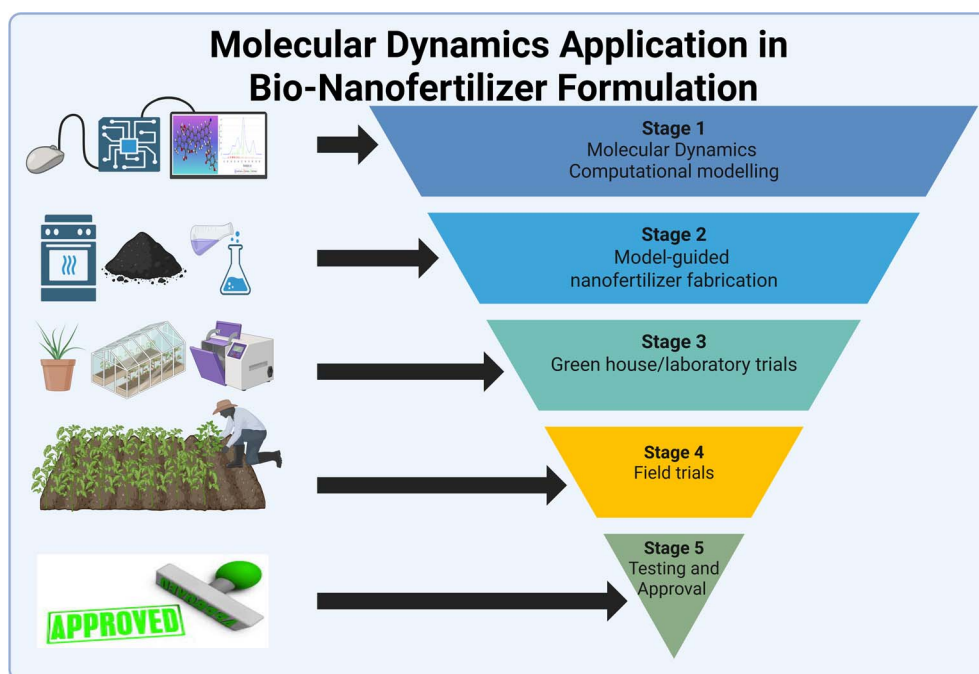 Molecular Dynamics Application in
Bio-Nanofertilizer Formulation
Stage 1
Molecular Dynamics
Computational modelling
Stage 2
Model-guided
nanofertilizer fabrication
Stage 3
Green house/laboratory trials
Stage 4
Field trials
Stage 5
Testing and
Approval
APPROVED